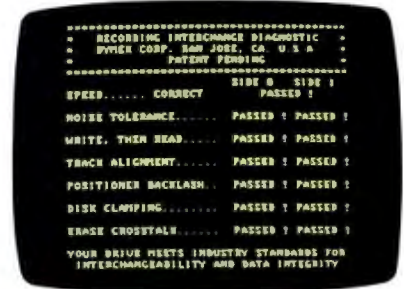 RECORDING INTERCHANGE DIAGNOSTIC
DYMEK CORP. SAN JOSE, CA. U S A
PATENT PENDING
SIDE 0 SIDE 1
SPEED...... CORRECT PASSED !
NOISE TOLERANCE...... PASSED ! PASSED !
WRITE, THEN READ..... PASSED ! PASSED !
TRACK ALIGNMENT...... PASSED ! PASSED !
POSITIONER BACKLASH.. PASSED ! PASSED !
DISK CLAMPING........ PASSED ! PASSED !
ERASE CROSSTALK...... PASSED ! PASSED !
YOUR DRIVE MEETS INDUSTRY STANDARDS FOR
INTERCHANGEABILITY AND DATA INTEGRITY